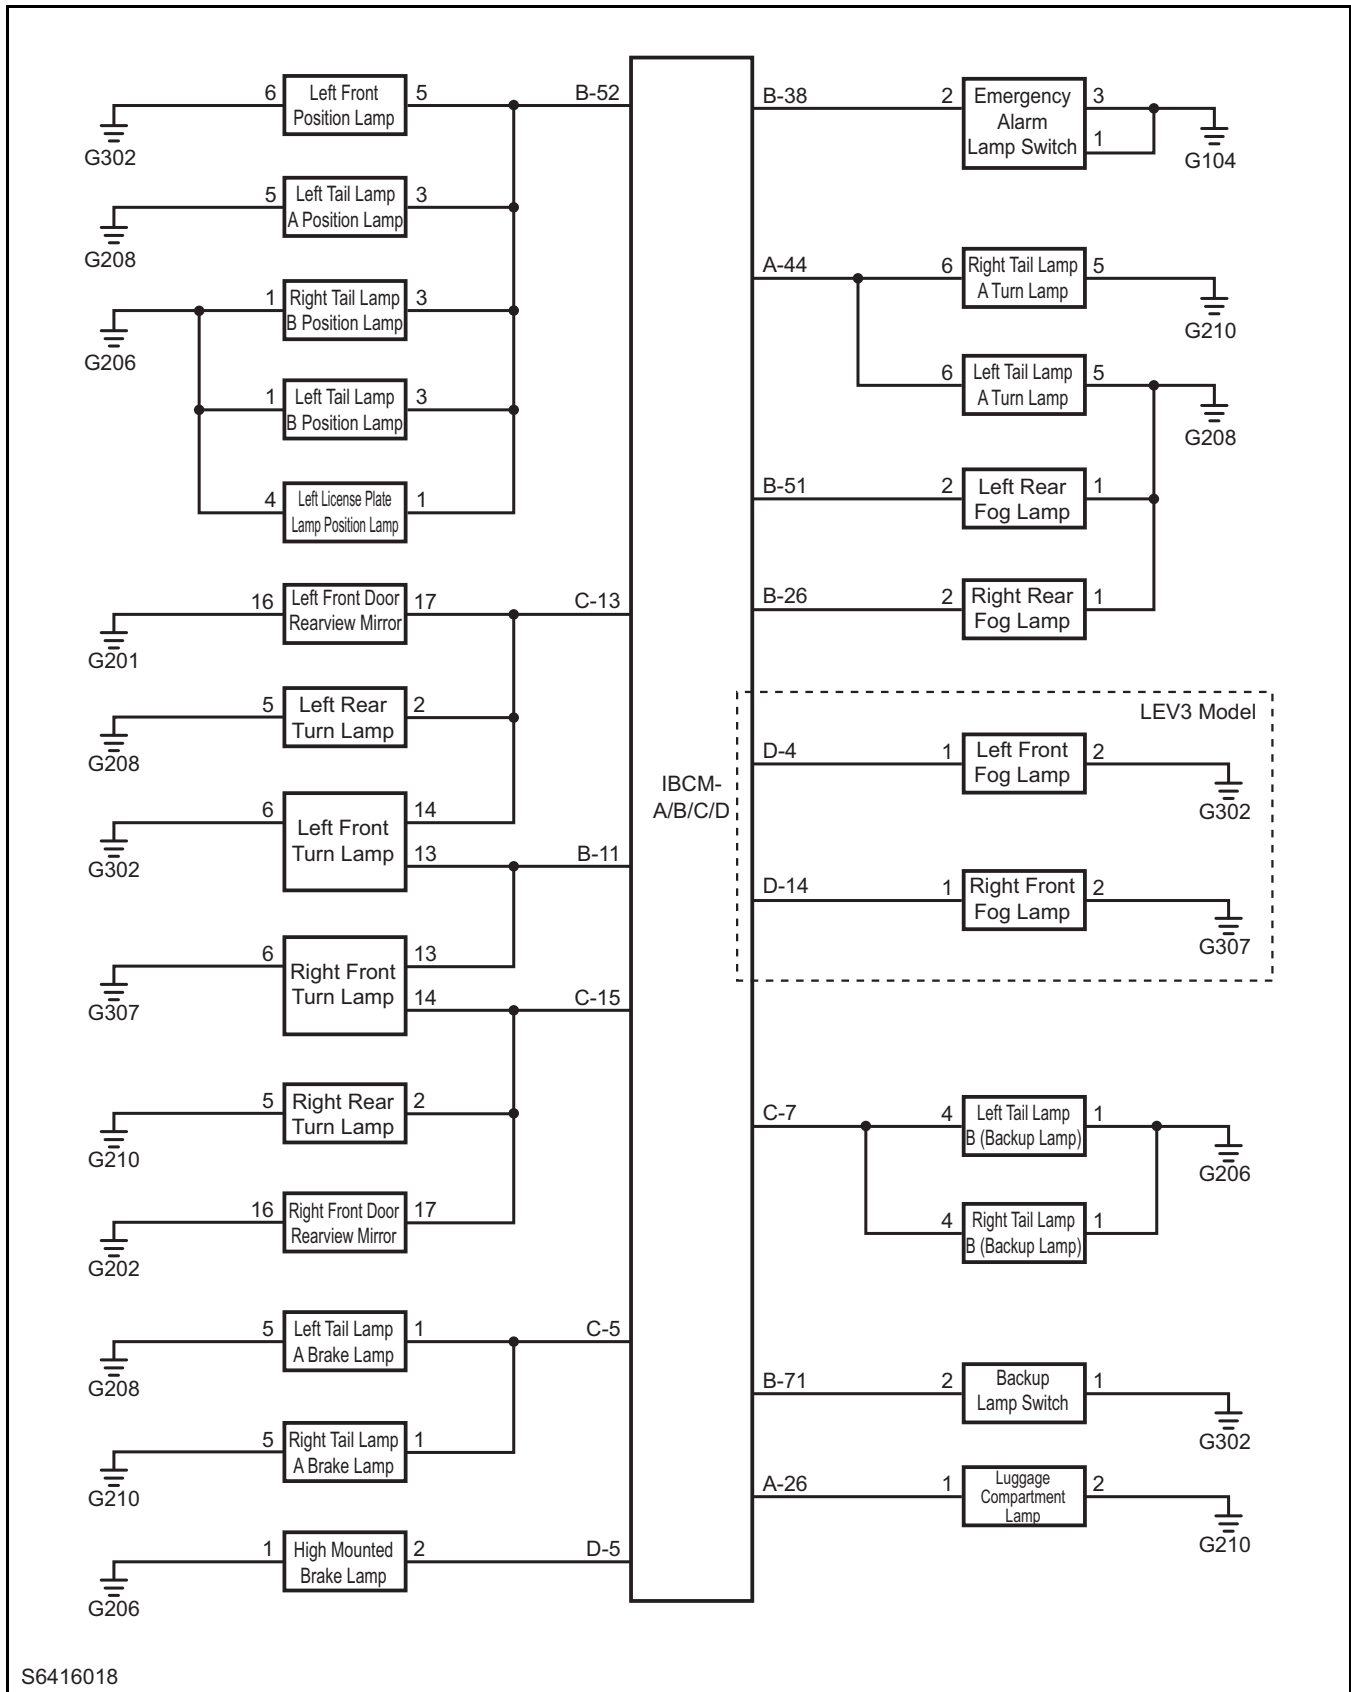 6 Left Front 5 B-52
Position Lamp
G302
5 Left Tail Lamp 3
A Position Lamp
G208
1 Right Tail Lamp 3
B Position Lamp
G206
1 Left Tail Lamp 3
B Position Lamp
4 Left License Plate 1
Lamp Position Lamp
16 Left Front Door 17 C-13
Rearview Mirror
G201
5 Left Rear 2
Turn Lamp
G208
6 14
Left Front
Turn Lamp
13 B-11
G302
6 13
Right Front
Turn Lamp 14 C-15
G307
5 Right Rear 2
Turn Lamp
G210
16 Right Front Door 17
Rearview Mirror
G202
5 Left Tail Lamp 1 C-5
A Brake Lamp
G208
5 Right Tail Lamp 1
A Brake Lamp
G210
1 High Mounted 2 D-5
Brake Lamp
G206
IBCM-
A/B/C/D
B-38 2 Emergency 3
Alarm
Lamp Switch 1
G104
A-44 6 Right Tail Lamp 5
A Turn Lamp
G210
6 Left Tail Lamp 5
A Turn Lamp
G208
B-51 2 Left Rear 1
Fog Lamp
B-26 2 Right Rear 1
Fog Lamp
LEV3 Model
D-4 1 Left Front 2
Fog Lamp
G302
D-14 1 Right Front 2
Fog Lamp
G307
C-7 4 Left Tail Lamp 1
B (Backup Lamp)
G206
4 Right Tail Lamp 1
B (Backup Lamp)
B-71 2 Backup 1
Lamp Switch
G302
A-26 1 Luggage 2
Compartment
Lamp
G210
S6416018